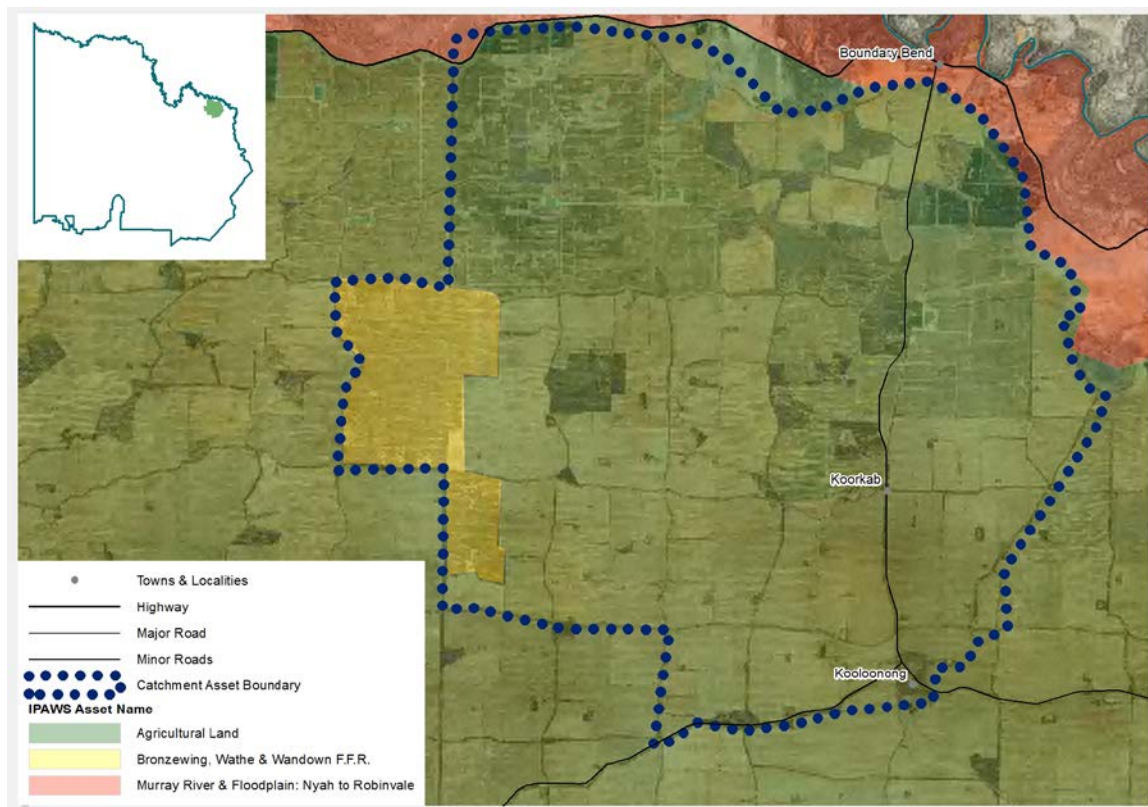 Boundary Bend
Koorkab
Kooloonong
Towns & Localities
Highway
Major Road
Minor Roads
Catchment Asset Boundary
IPAWS Asset Name
Agricultural Land
Bronzewing, Wathe & Wandown F.F.R.
Murray River & Floodplain: Nyah to Robinvale